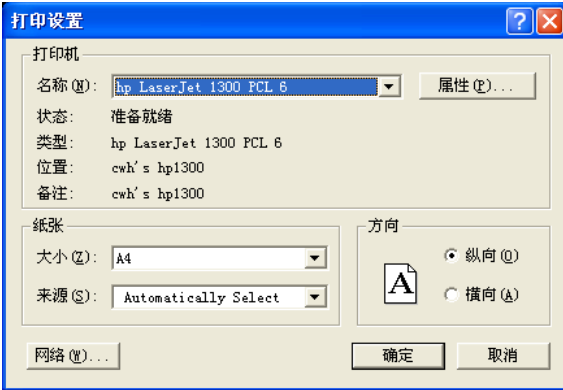 打印设置
打印机
名称(N): hp LaserJet 1300 PCL 6 属性(P)...
状态: 准备就绪
类型: hp LaserJet 1300 PCL 6
位置: cwh's hp1300
备注: cwh's hp1300
纸张
大小(Z): A4
来源(S): Automatically Select
方向
A
纵向(O)
横向(A)
网络(W)... 确定 取消